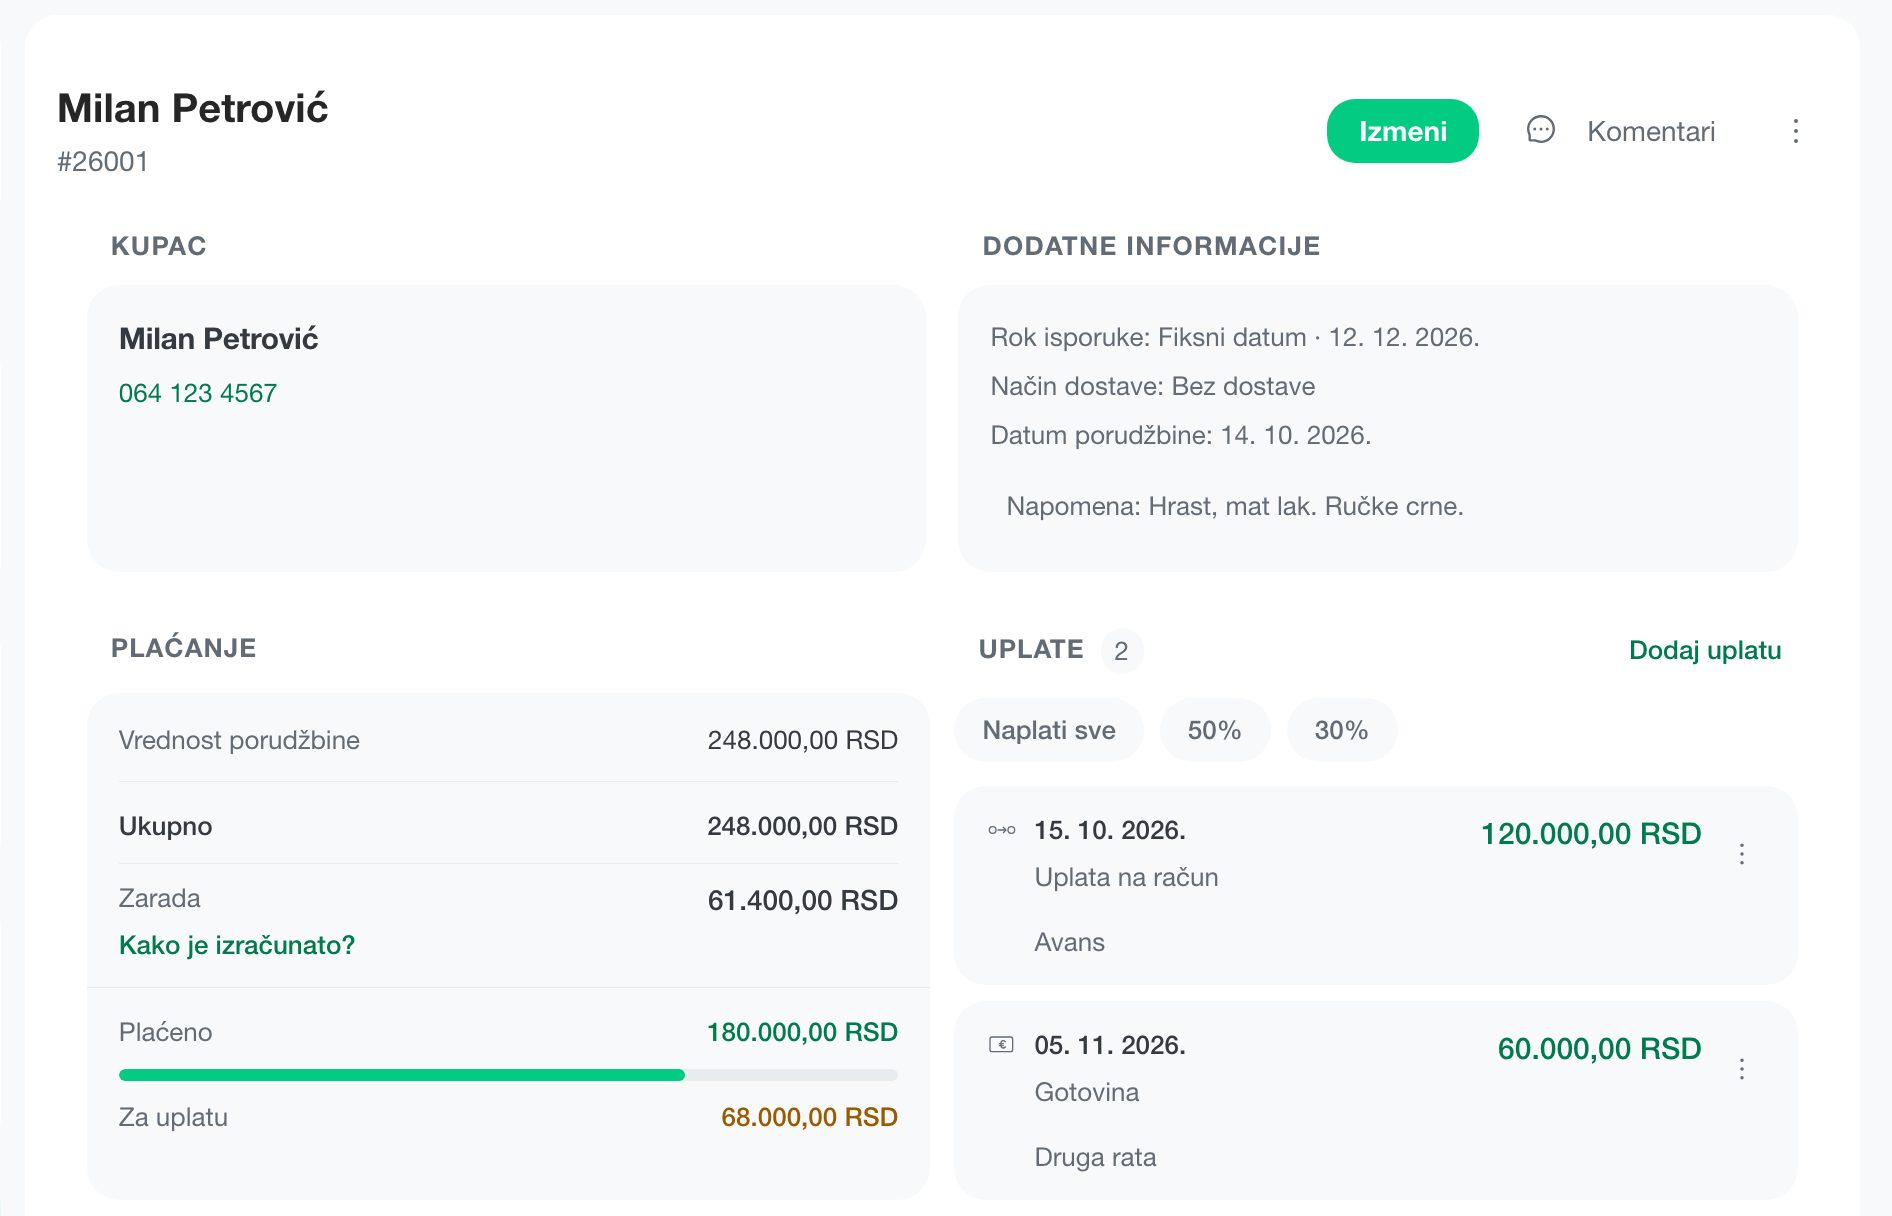 Milan Petrović
#26001
Izmeni
Komentari
KUPAC
Milan Petrović
064 123 4567
DODATNE INFORMACIJE
Rok isporuke: Fiksni datum · 12. 12. 2026.
Način dostave: Bez dostave
Datum porudžbine: 14. 10. 2026.
Napomena: Hrast, mat lak. Ručke crne.
PLAĆANJE
Vrednost porudžbine 248.000,00 RSD
Ukupno 248.000,00 RSD
Zarada 61.400,00 RSD
Kako je izračunato?
Plaćeno 180.000,00 RSD
Za uplatu 68.000,00 RSD
UPLATE 2
Dodaj uplatu
Naplati sve 50% 30%
15. 10. 2026. 120.000,00 RSD
Uplata na račun
Avans
05. 11. 2026. 60.000,00 RSD
Gotovina
Druga rata